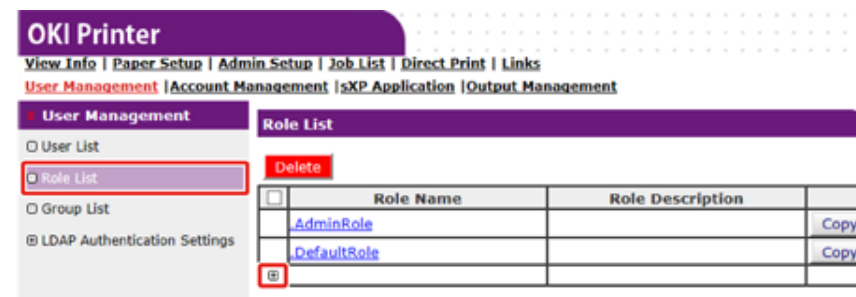 OKI Printer
View Info | Paper Setup | Admin Setup | Job List | Direct Print | Links
User Management |Account Management |sXP Application |Output Management
User Management
User List
Role List
Group List
LDAP Authentication Settings
Role List
Delete
Role Name Role Description
.AdminRole Copy
.DefaultRole Copy